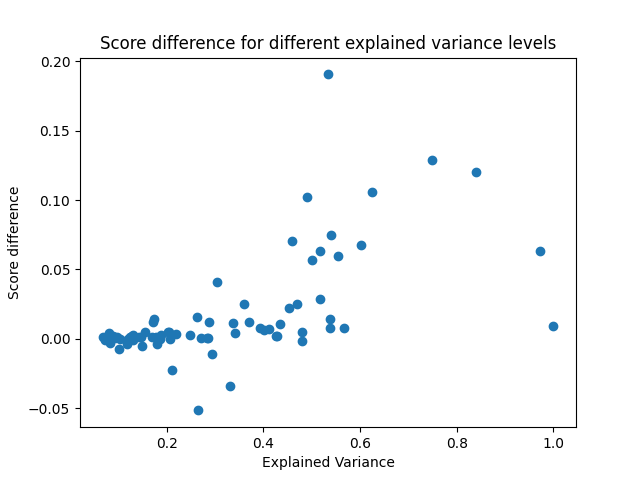 Score difference for different explained variance levels
0.20
0.15
0.10
0.05
0.00
−0.05
Score difference
0.2 0.4 0.6 0.8 1.0
Explained Variance